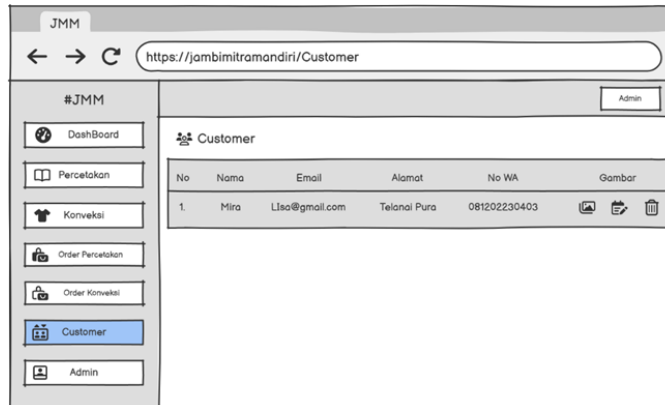 JMM
https://jambimitramandiri/Customer
#JMM
Admin
DashBoard
Percetakan
Konveksi
Order Percetakan
Order Konveksi
Customer
Admin
Customer
No Nama Email Alamat No WA Gambar
1. Mira LIsa@gmail.com Telanai Pura 081202230403